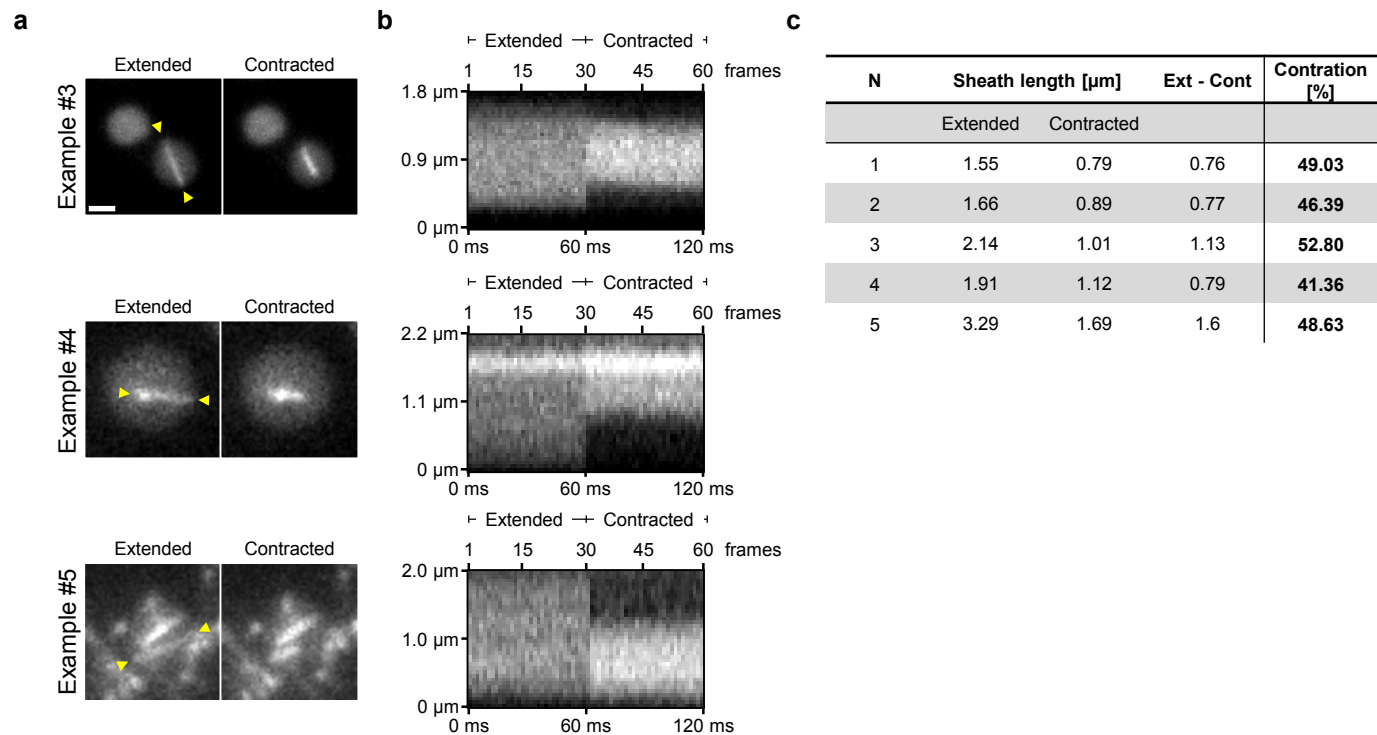 a
Extended Contracted
Example #3
Extended Contracted
Example #4
Extended Contracted
Example #5
b
Extended Contracted
1 15 30 45 60 frames
1.8 µm
0.9 µm
0 µm
0 ms 60 ms 120 ms
Extended Contracted
1 15 30 45 60 frames
2.2 µm
1.1 µm
0 µm
0 ms 60 ms 120 ms
Extended Contracted
1 15 30 45 60 frames
2.0 µm
1.0 µm
0 µm
0 ms 60 ms 120 ms
c
N Sheath length [µm] Ext - Cont Contration [%]
Extended Contracted
1 1.55 0.79 0.76 49.03
2 1.66 0.89 0.77 46.39
3 2.14 1.01 1.13 52.80
4 1.91 1.12 0.79 41.36
5 3.29 1.69 1.6 48.63